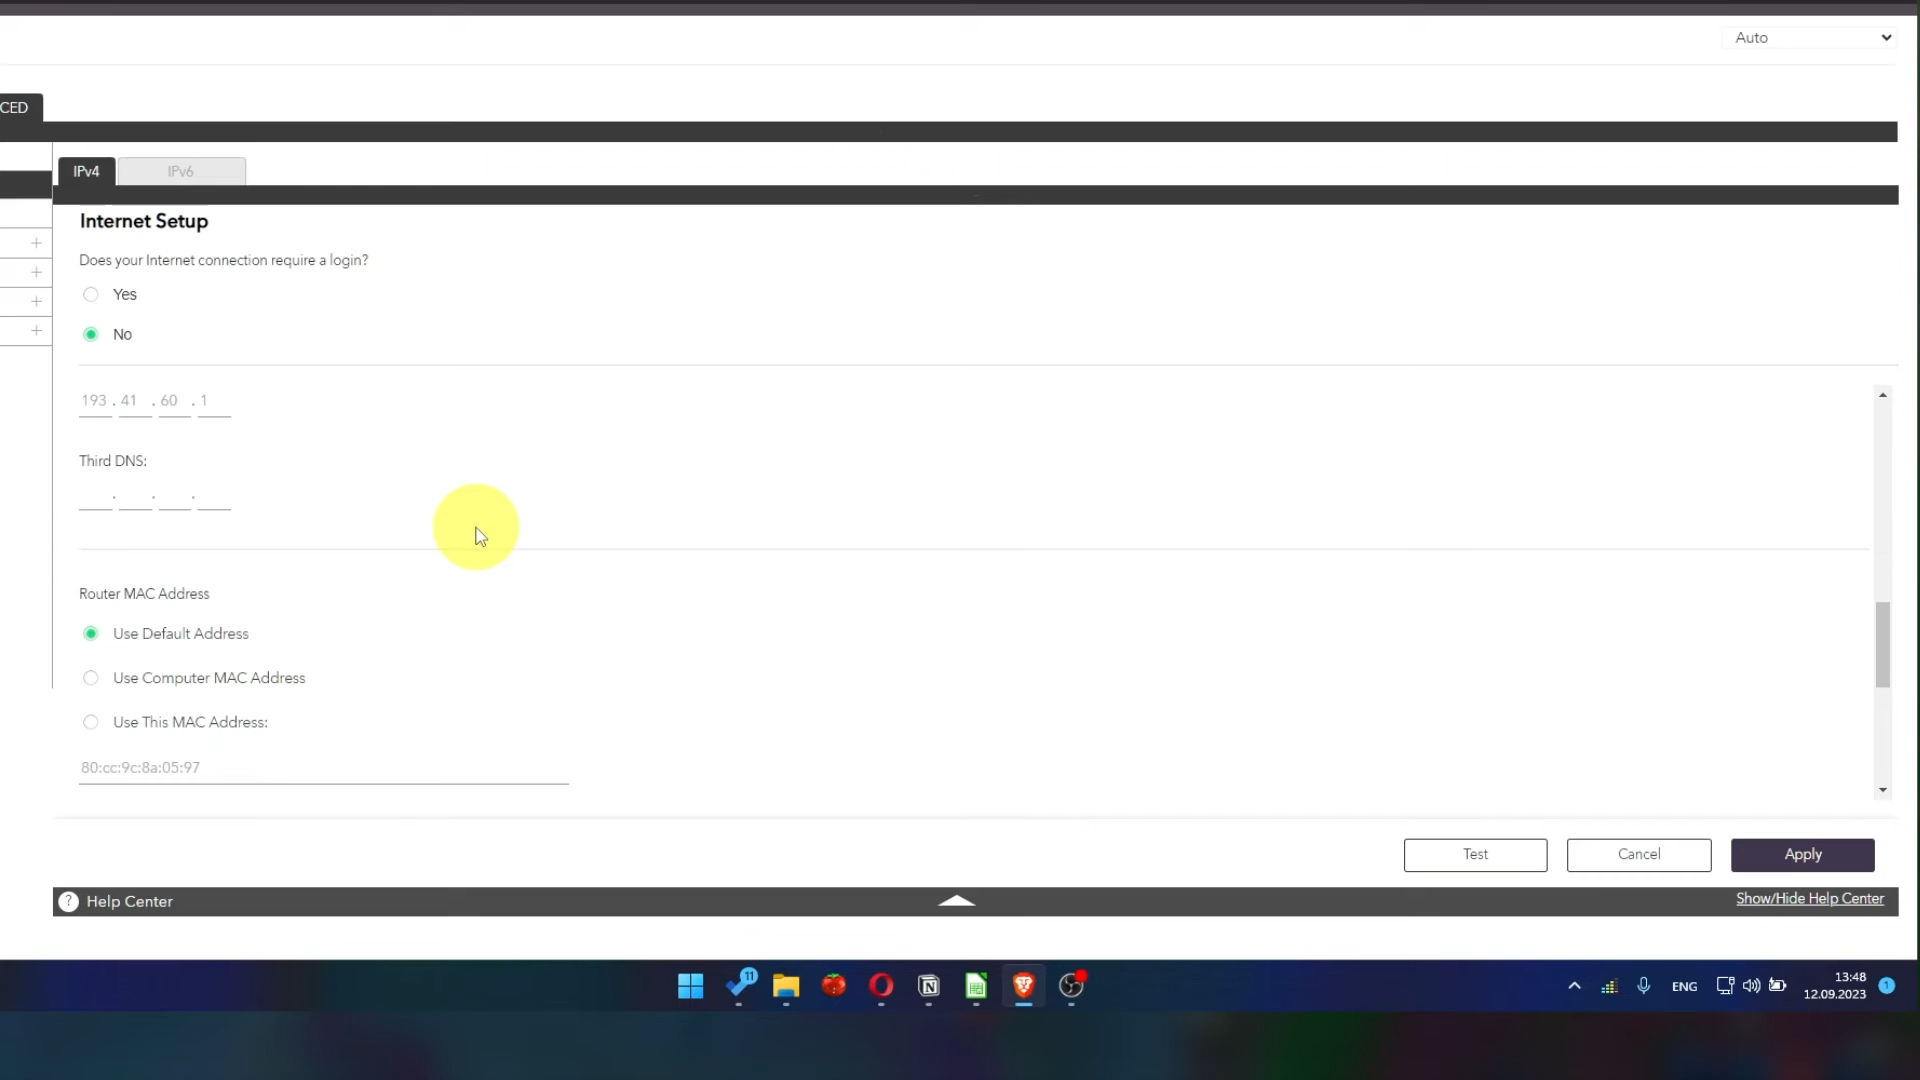 Auto
CED
IPv4
IPv6
Internet Setup
Does your Internet connection require a login?
Yes
No
193 . 41 . 60 . 1
Third DNS:
. . .
Router MAC Address
Use Default Address
Use Computer MAC Address
Use This MAC Address:
80:cc:9c:8a:05:97
Test
Cancel
Apply
? Help Center
Show/Hide Help Center
11
N
ENG
13:48
12.09.2023
1